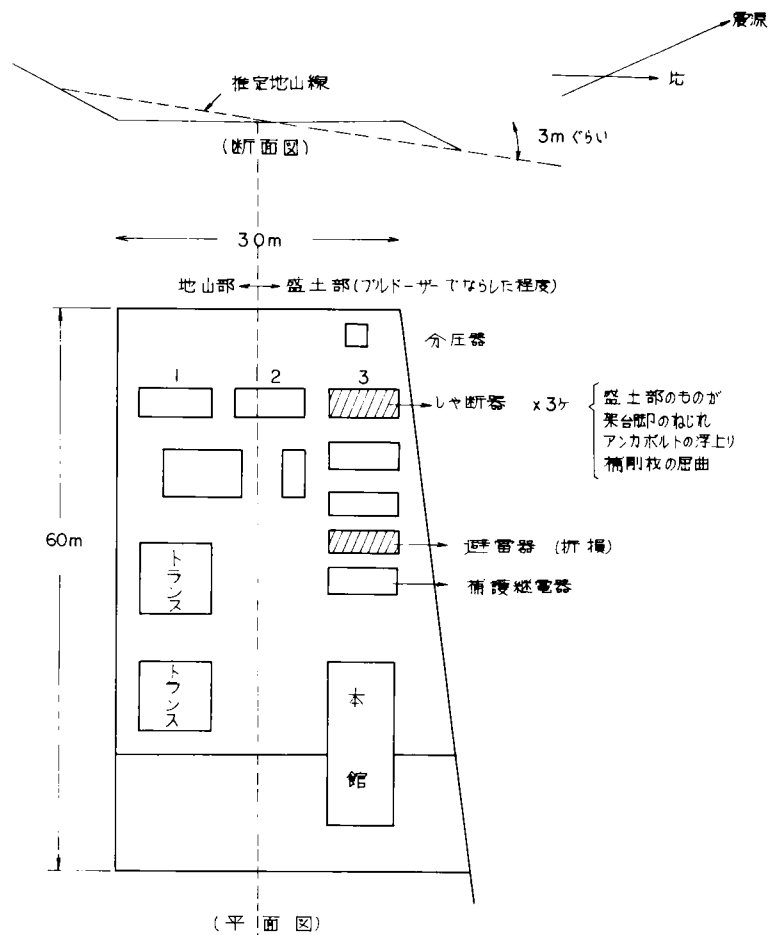 震源
北
推定地山線
3mぐらい
(断面図)
30m
地山部 盛土部(ブルドーザーでならした程度)
分圧器
1 2 3
しゃ断器 x3ケ
盛土部のものが
架台脚のねじれ
アンカボルトの浮上り
補剛枝の屈曲
60m
避雷器 (折損)
トランス
補護継電器
トランス
本館
(平面図)